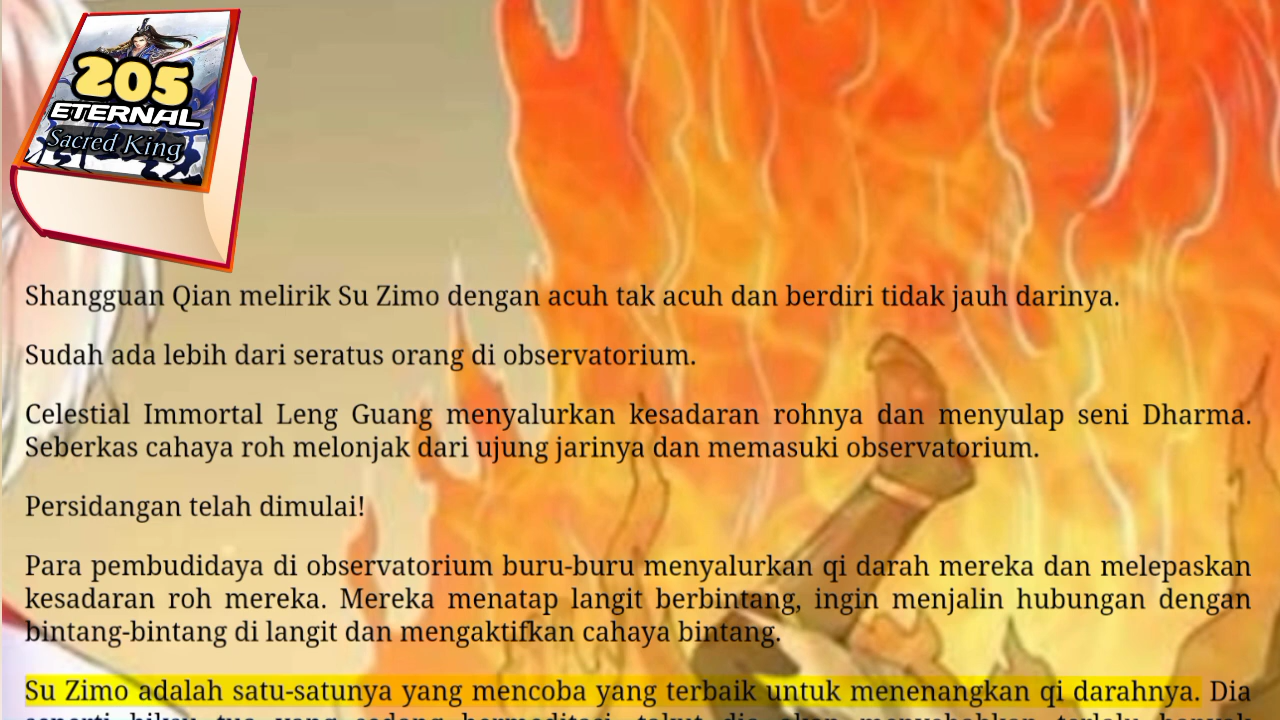 205
ETERNAL
Sacred King
Shangguan Qian melirik Su Zimo dengan acuh tak acuh dan berdiri tidak jauh darinya.
Sudah ada lebih dari seratus orang di observatorium.
Celestial Immortal Leng Guang menyalurkan kesadaran rohnya dan menyulap seni Dharma.
Seberkas cahaya roh melonjak dari ujung jarinya dan memasuki observatorium.
Persidangan telah dimulai!
Para pembudidaya di observatorium buru-buru menyalurkan qi darah mereka dan melepaskan
kesadaran roh mereka. Mereka menatap langit berbintang, ingin menjalin hubungan dengan
bintang-bintang di langit dan mengaktifkan cahaya bintang.
Su Zimo adalah satu-satunya yang mencoba yang terbaik untuk menenangkan qi darahnya. Dia